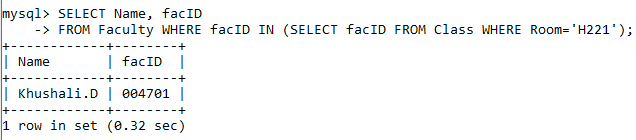 mysql> SELECT Name, facID
    -> FROM Faculty WHERE facID IN (SELECT facID FROM Class WHERE Room='H221');
+------------+--------+
| Name       | facID  |
+------------+--------+
| Khushali.D | 004701 |
+------------+--------+
1 row in set (0.32 sec)